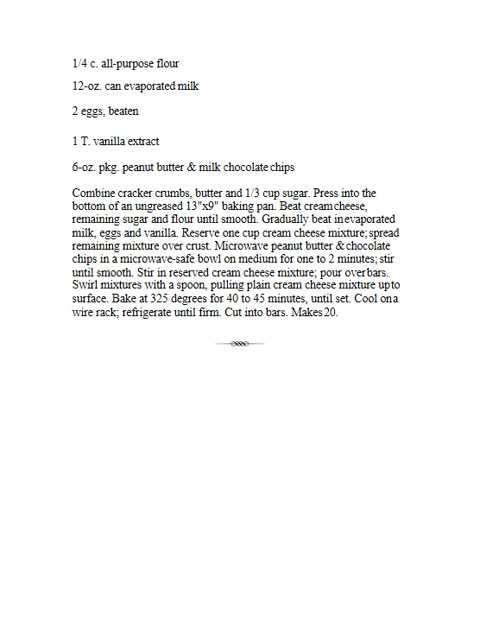 1/4 c. all-purpose flour
12-oz. can evaporated milk
2 eggs, beaten
1 T. vanilla extract
6-oz. pkg. peanut butter & milk chocolate chips
Combine cracker crumbs, butter and 1/3 cup sugar. Press into the
bottom of an ungreased 13"x9" baking pan. Beat cream cheese,
remaining sugar and flour until smooth. Gradually beat in evaporated
milk, eggs and vanilla. Reserve one cup cream cheese mixture; spread
remaining mixture over crust. Microwave peanut butter & chocolate
chips in a microwave-safe bowl on medium for one to 2 minutes; stir
until smooth. Stir in reserved cream cheese mixture; pour over bars.
Swirl mixtures with a spoon, pulling plain cream cheese mixture up to
surface. Bake at 325 degrees for 40 to 45 minutes, until set. Cool on a
wire rack; refrigerate until firm. Cut into bars. Makes 20.